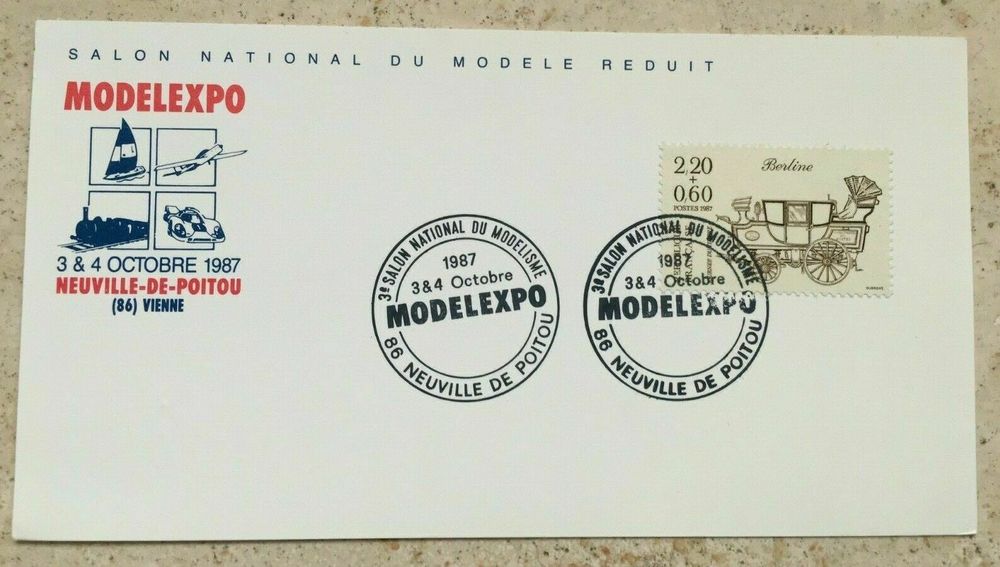 SALON NATIONAL DU MODELE REDUIT
MODELEXPO
3 & 4 OCTOBRE 1987
NEUVILLE-DE-POITOU
(86) VIENNE
3e SALON NATIONAL DU MODELISME
1987
3&4 Octobre
MODELEXPO
86 NEUVILLE DE POITOU
3e SALON NATIONAL DU MODELISME
1987
3&4 Octobre
MODELEXPO
86 NEUVILLE DE POITOU
2,20
+
0,60
POSTES 1987
Berline